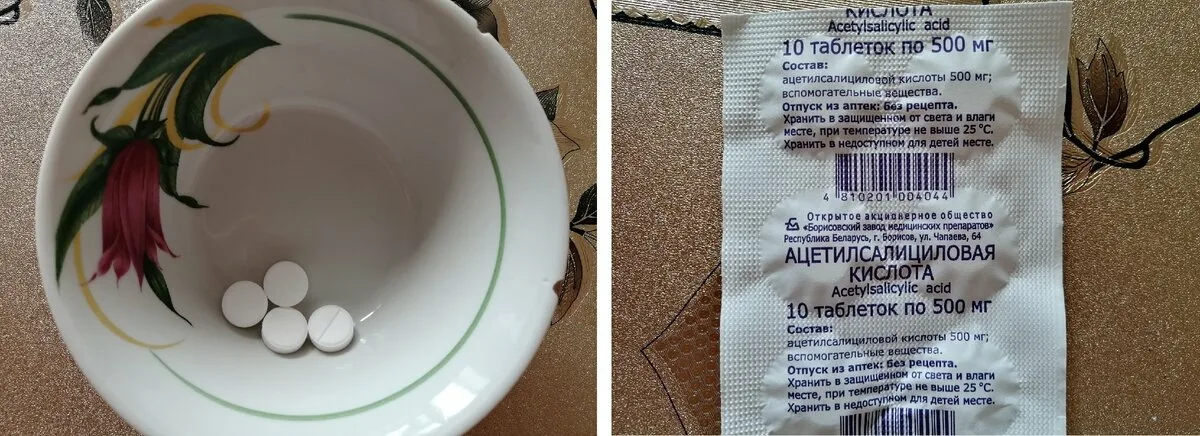 КИСЛОТА
Acetylsalicylic acid
10 таблеток по 500 мг
Состав:
ацетилсалициловой кислоты 500 мг;
вспомогательные вещества.
Отпуск из аптек: без рецепта.
Хранить в защищенном от света и влаги
месте, при температуре не выше 25 °C.
Хранить в недоступном для детей месте.
4 810201 004044
Открытое акционерное общество
«Борисовский завод медицинских препаратов»
Республика Беларусь, г. Борисов, ул. Чапаева, 64
АЦЕТИЛСАЛИЦИЛОВАЯ
КИСЛОТА
Acetylsalicylic acid
10 таблеток по 500 мг
Состав:
ацетилсалициловой кислоты 500 мг;
вспомогательные вещества.
Отпуск из аптек: без рецепта.
Хранить в защищенном от света и влаги
месте, при температуре не выше 25 °C.
Хранить в недоступном для детей месте.